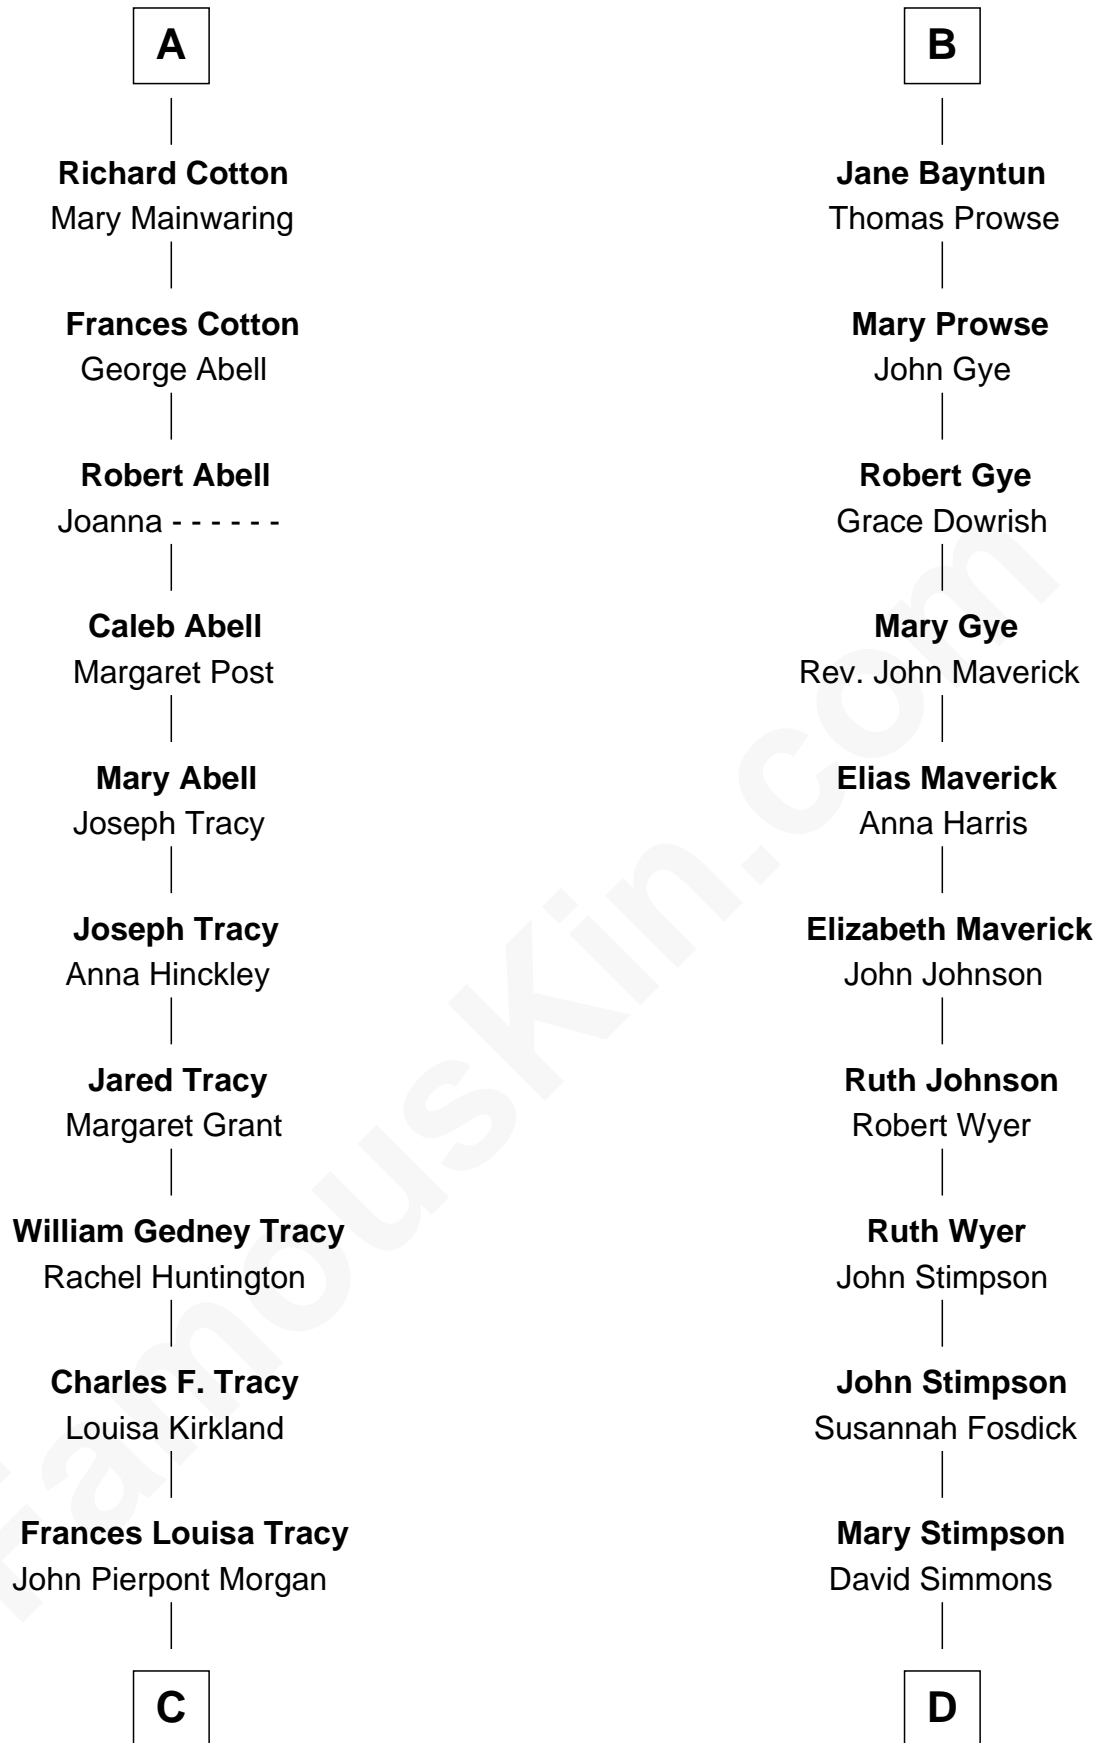 A
Richard Cotton
Mary Mainwaring
Frances Cotton
George Abell
Robert Abell
Joanna - - - - - -
Caleb Abell
Margaret Post
Mary Abell
Joseph Tracy
Joseph Tracy
Anna Hinckley
Jared Tracy
Margaret Grant
William Gedney Tracy
Rachel Huntington
Charles F. Tracy
Louisa Kirkland
Frances Louisa Tracy
John Pierpont Morgan
C
B
Jane Bayntun
Thomas Prowse
Mary Prowse
John Gye
Robert Gye
Grace Dowrish
Mary Gye
Rev. John Maverick
Elias Maverick
Anna Harris
Elizabeth Maverick
John Johnson
Ruth Johnson
Robert Wyer
Ruth Wyer
John Stimpson
John Stimpson
Susannah Fosdick
Mary Stimpson
David Simmons
D
FamousKin.com